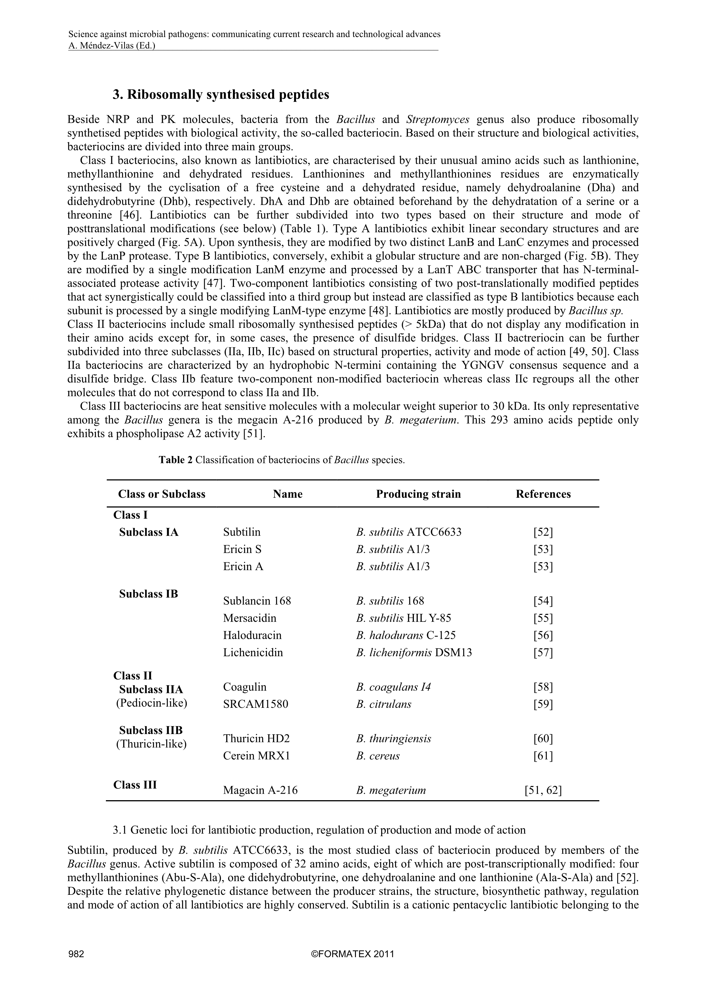 Science against microbial pathogens: communicating current research and technological advances
A. Méndez-Vilas (Ed.)
3. Ribosomally synthesised peptides
Beside NRP and PK molecules, bacteria from the Bacillus and Streptomyces genus also produce ribosomally
synthetised peptides with biological activity, the so-called bacteriocin. Based on their structure and biological activities,
bacteriocins are divided into three main groups.
Class I bacteriocins, also known as lantibiotics, are characterised by their unusual amino acids such as lanthionine,
methyllanthionine and dehydrated residues. Lanthionines and methyllanthionines residues are enzymatically
synthesised by the cyclisation of a free cysteine and a dehydrated residue, namely dehydroalanine (Dha) and
didehydrobutyrine (Dhb), respectively. DhA and Dhb are obtained beforehand by the dehydratation of a serine or a
threonine [46]. Lantibiotics can be further subdivided into two types based on their structure and mode of
posttranslational modifications (see below) (Table 1). Type A lantibiotics exhibit linear secondary structures and are
positively charged (Fig. 5A). Upon synthesis, they are modified by two distinct LanB and LanC enzymes and processed
by the LanP protease. Type B lantibiotics, conversely, exhibit a globular structure and are non-charged (Fig. 5B). They
are modified by a single modification LanM enzyme and processed by a LanT ABC transporter that has N-terminal-
associated protease activity [47]. Two-component lantibiotics consisting of two post-translationally modified peptides
that act synergistically could be classified into a third group but instead are classified as type B lantibiotics because each
subunit is processed by a single modifying LanM-type enzyme [48]. Lantibiotics are mostly produced by Bacillus sp.
Class II bacteriocins include small ribosomally synthesised peptides (> 5kDa) that do not display any modification in
their amino acids except for, in some cases, the presence of disulfide bridges. Class II bactreriocin can be further
subdivided into three subclasses (IIa, IIb, IIc) based on structural properties, activity and mode of action [49, 50]. Class
IIa bacteriocins are characterized by an hydrophobic N-termini containing the YGNGV consensus sequence and a
disulfide bridge. Class IIb feature two-component non-modified bacteriocin whereas class IIc regroups all the other
molecules that do not correspond to class IIa and IIb.
Class III bacteriocins are heat sensitive molecules with a molecular weight superior to 30 kDa. Its only representative
among the Bacillus genera is the megacin A-216 produced by B. megaterium. This 293 amino acids peptide only
exhibits a phospholipase A2 activity [51].
Table 2 Classification of bacteriocins of Bacillus species.
Class or Subclass Name Producing strain References
Class I
Subclass IA Subtilin B. subtilis ATCC6633 [52]
Ericin S B. subtilis A1/3 [53]
Ericin A B. subtilis A1/3 [53]
Subclass IB
Sublancin 168 B. subtilis 168 [54]
Mersacidin B. subtilis HIL Y-85 [55]
Haloduracin B. halodurans C-125 [56]
Lichenicidin B. licheniformis DSM13 [57]
Class II
Subclass IIA Coagulin B. coagulans I4 [58]
(Pediocin-like) SRCAM1580 B. citrulans [59]
Subclass IIB
(Thuricin-like) Thuricin HD2 B. thuringiensis [60]
Cerein MRX1 B. cereus [61]
Class III
Magacin A-216 B. megaterium [51, 62]
3.1 Genetic loci for lantibiotic production, regulation of production and mode of action
Subtilin, produced by B. subtilis ATCC6633, is the most studied class of bacteriocin produced by members of the
Bacillus genus. Active subtilin is composed of 32 amino acids, eight of which are post-transcriptionally modified: four
methyllanthionines (Abu-S-Ala), one didehydrobutyrine, one dehydroalanine and one lanthionine (Ala-S-Ala) and [52].
Despite the relative phylogenetic distance between the producer strains, the structure, biosynthetic pathway, regulation
and mode of action of all lantibiotics are highly conserved. Subtilin is a cationic pentacyclic lantibiotic belonging to the
982
©FORMATEX 2011